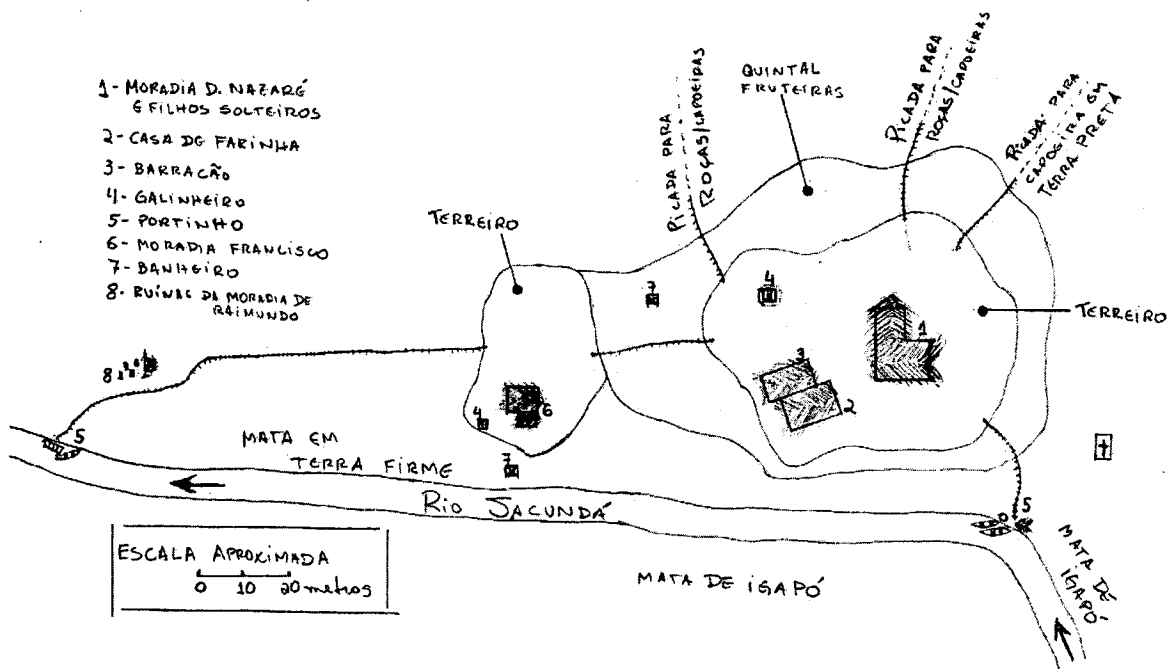 1- MORADIA D. NAZARÉ
E FILHOS SOLTEIROS
2- CASA DE FARINHA
3- BARRACÃO
4- GALINHEIRO
5- PORTINHO
6- MORADIA FRANCISCO
7- BANHEIRO
8- RUÍNAS DA MORADIA DE
RAIMUNDO
TERREIRO
PICADA PARA
ROÇAS/CAPOEIRAS
QUINTAL
FRUTEIRAS
PICADA PARA
ROÇAS/CAPOEIRAS
PICADA PARA
CAPOEIRA EM
TERRA PRETA
TERREIRO
7
4
1
3
2
8
4
6
7
5
5
MATA EM
TERRA FIRME
RIO JACUNDÁ
MATA DE IGAPÓ
MATA DE
IGAPÓ
ESCALA APROXIMADA
0 10 20 metros